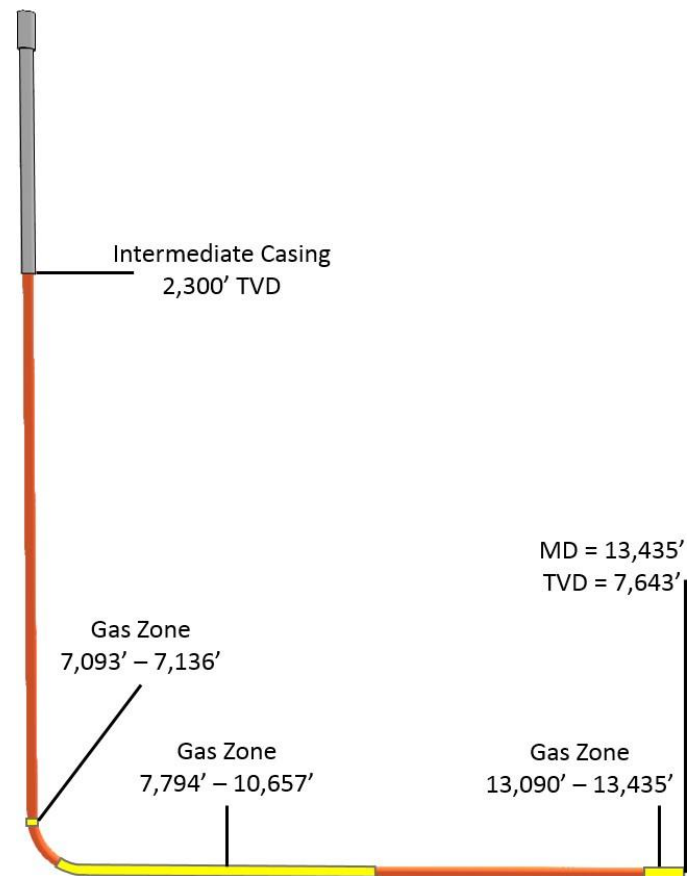 Intermediate Casing
2,300’ TVD
MD = 13,435’
TVD = 7,643’
Gas Zone
7,093’ – 7,136’
Gas Zone
7,794’ – 10,657’
Gas Zone
13,090’ – 13,435’